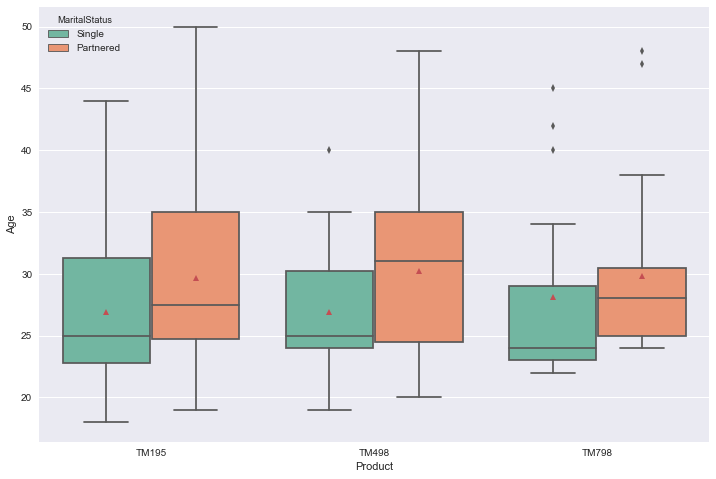 MaritalStatus
Single
Partnered
50
45
40
35
30
25
20
Age
TM195
TM498
TM798
Product